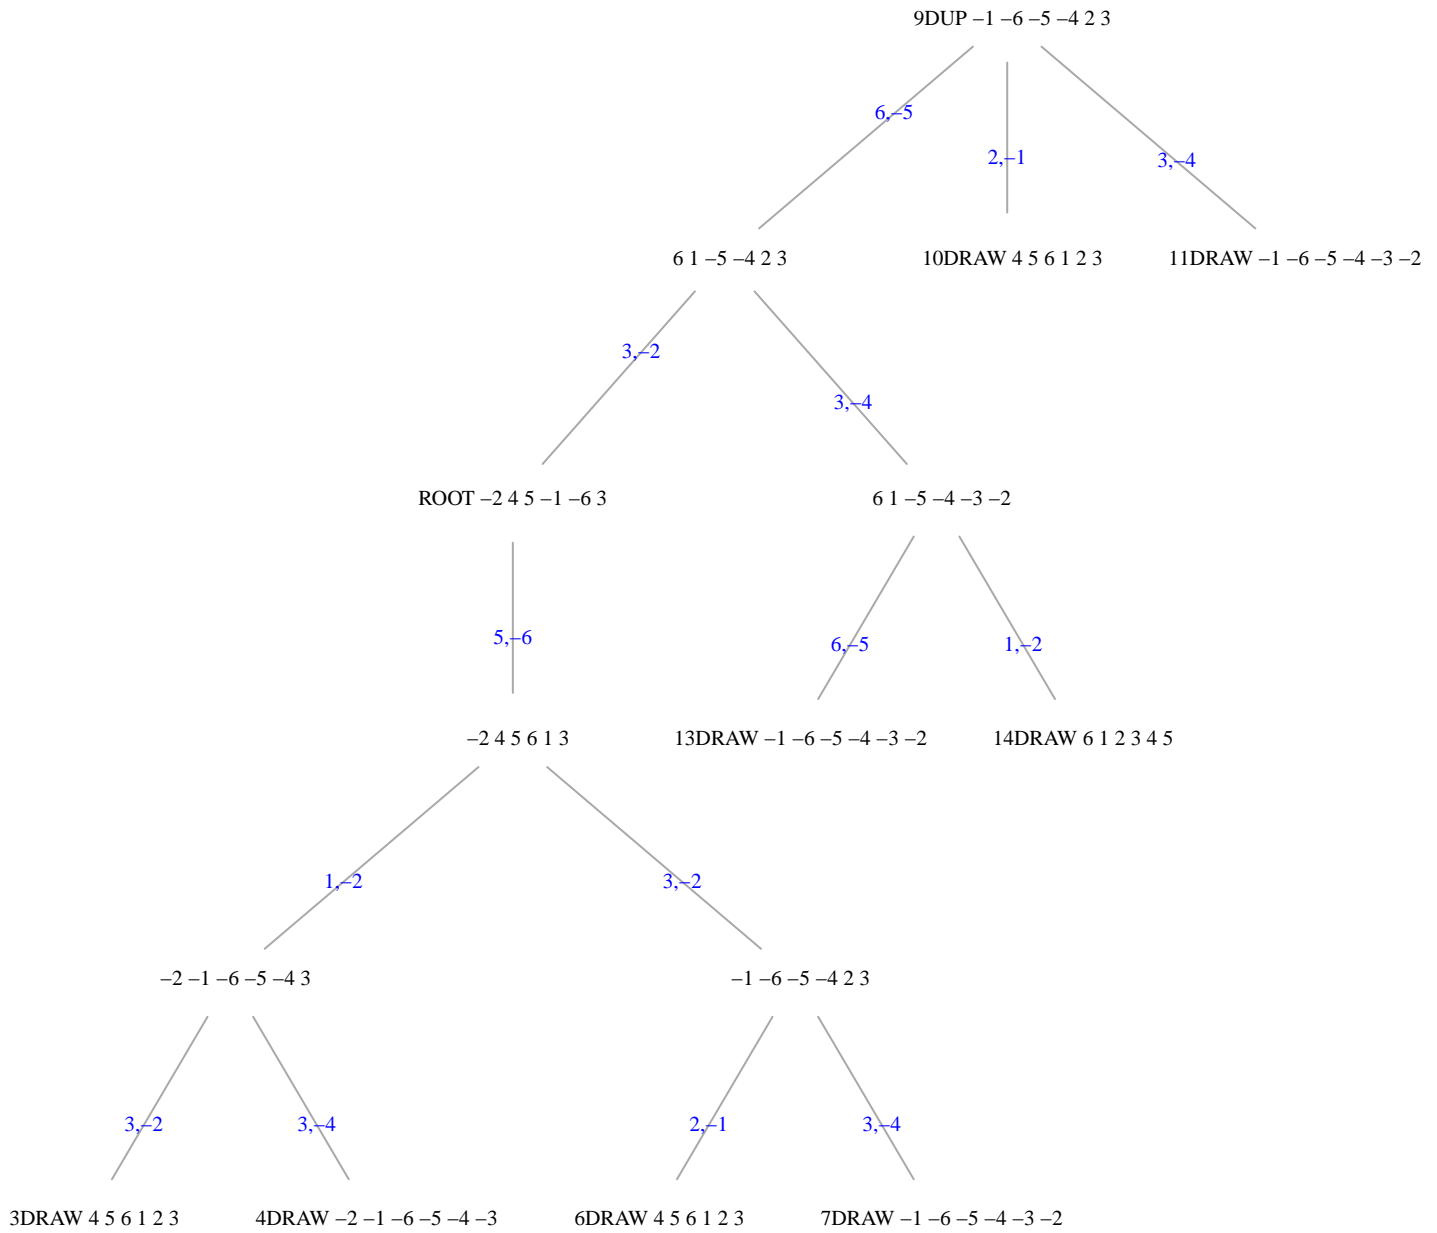 9DUP –1 –6 –5 –4 2 3
6,–5
2,–1
3,–4
6 1 –5 –4 2 3
10DRAW 4 5 6 1 2 3
11DRAW –1 –6 –5 –4 –3 –2
3,–2
3,–4
ROOT –2 4 5 –1 –6 3
6 1 –5 –4 –3 –2
5,–6
6,–5
1,–2
–2 4 5 6 1 3
13DRAW –1 –6 –5 –4 –3 –2
14DRAW 6 1 2 3 4 5
1,–2
3,–2
–2 –1 –6 –5 –4 3
–1 –6 –5 –4 2 3
3,–2
3,–4
2,–1
3,–4
3DRAW 4 5 6 1 2 3
4DRAW –2 –1 –6 –5 –4 –3
6DRAW 4 5 6 1 2 3
7DRAW –1 –6 –5 –4 –3 –2